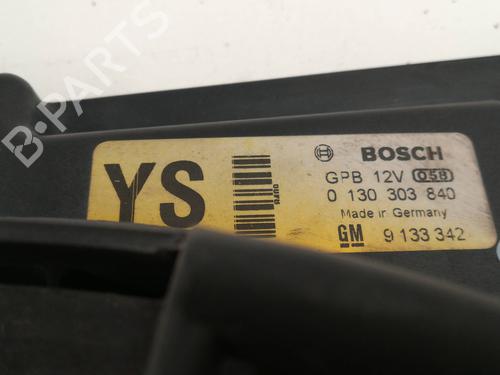 YS
BOSCH
GPB 12V 058
0 130 303 840
Made in Germany
GM 9 133 342
B-PARTS